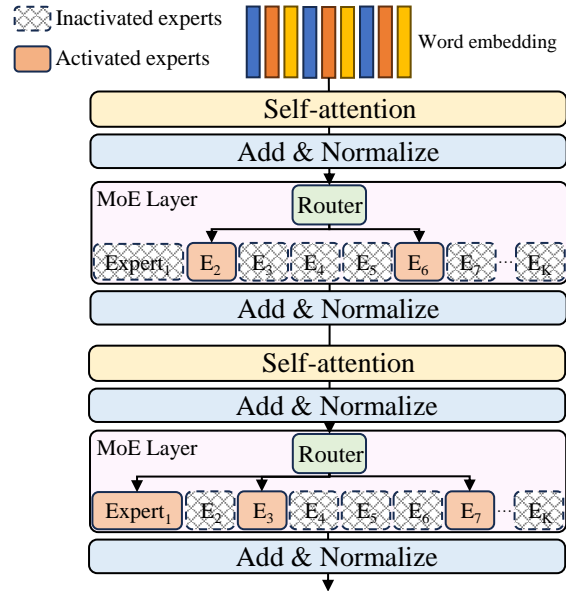 Inactivated experts
Word embedding
Activated experts
Self-attention
Add & Normalize
MoE Layer
Router
Expert₁ E₂ E₃ E₄ E₅ E₆ E₇ ... E_K
Add & Normalize
Self-attention
Add & Normalize
MoE Layer
Router
Expert₁ E₂ E₃ E₄ E₅ E₆ E₇ ... E_K
Add & Normalize